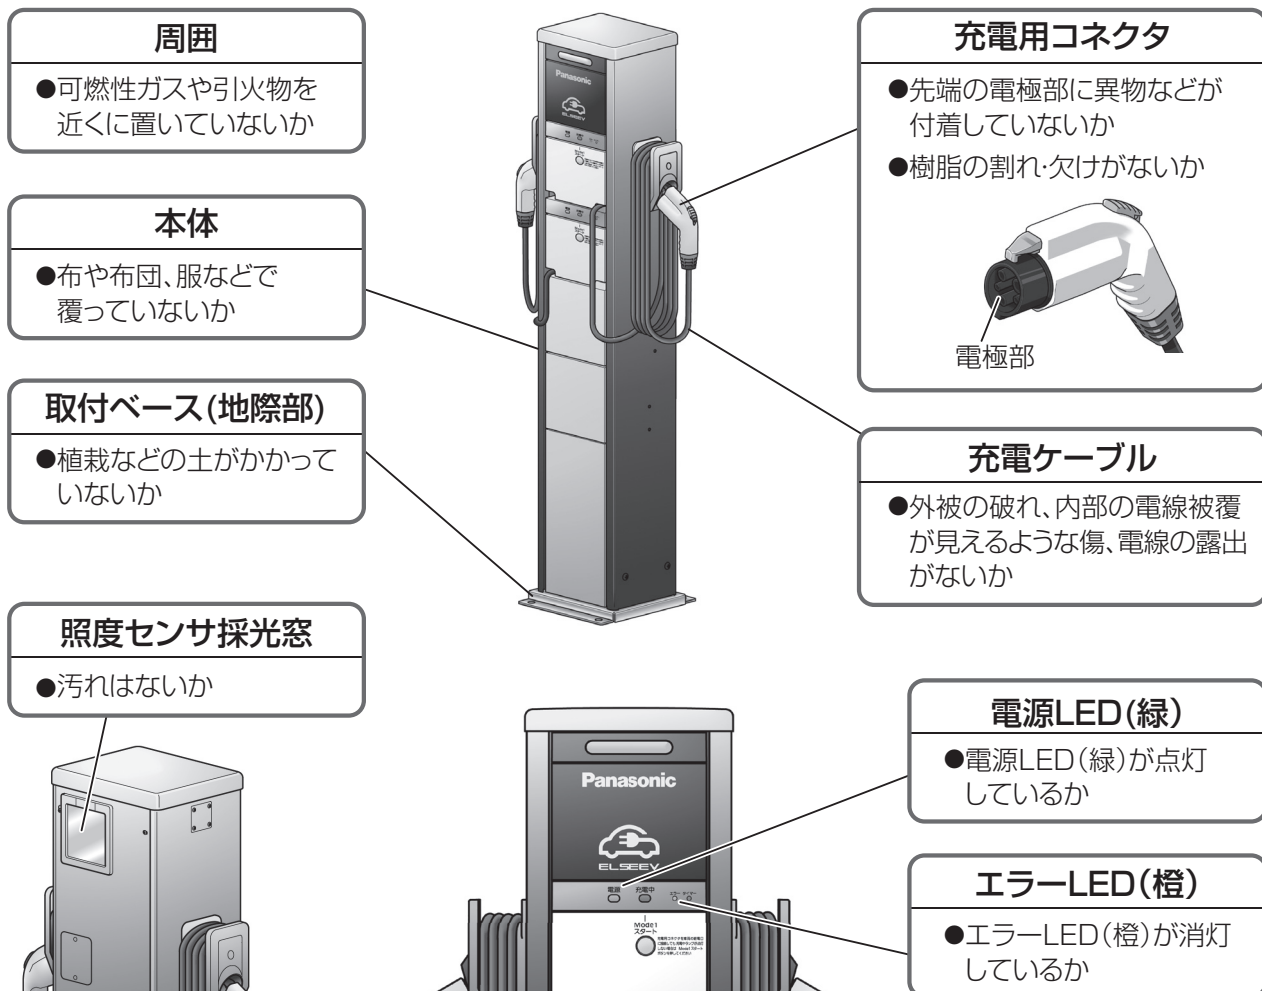 周囲
●可燃性ガスや引火物を
近くに置いていないか
本体
●布や布団、服などで
覆っていないか
取付ベース(地際部)
●植栽などの土がかかって
いないか
照度センサ採光窓
●汚れはないか
Panasonic
ELSEEV
充電用コネクタ
●先端の電極部に異物などが
付着していないか
●樹脂の割れ・欠けがないか
電極部
充電ケーブル
●外被の破れ、内部の電線被覆
が見えるような傷、電線の露出
がないか
Panasonic
ELSEEV
電源 充電中 エラー タイマー
Mode1
スタート
電源LED(緑)
●電源LED(緑)が点灯
しているか
エラーLED(橙)
●エラーLED(橙)が消灯
しているか